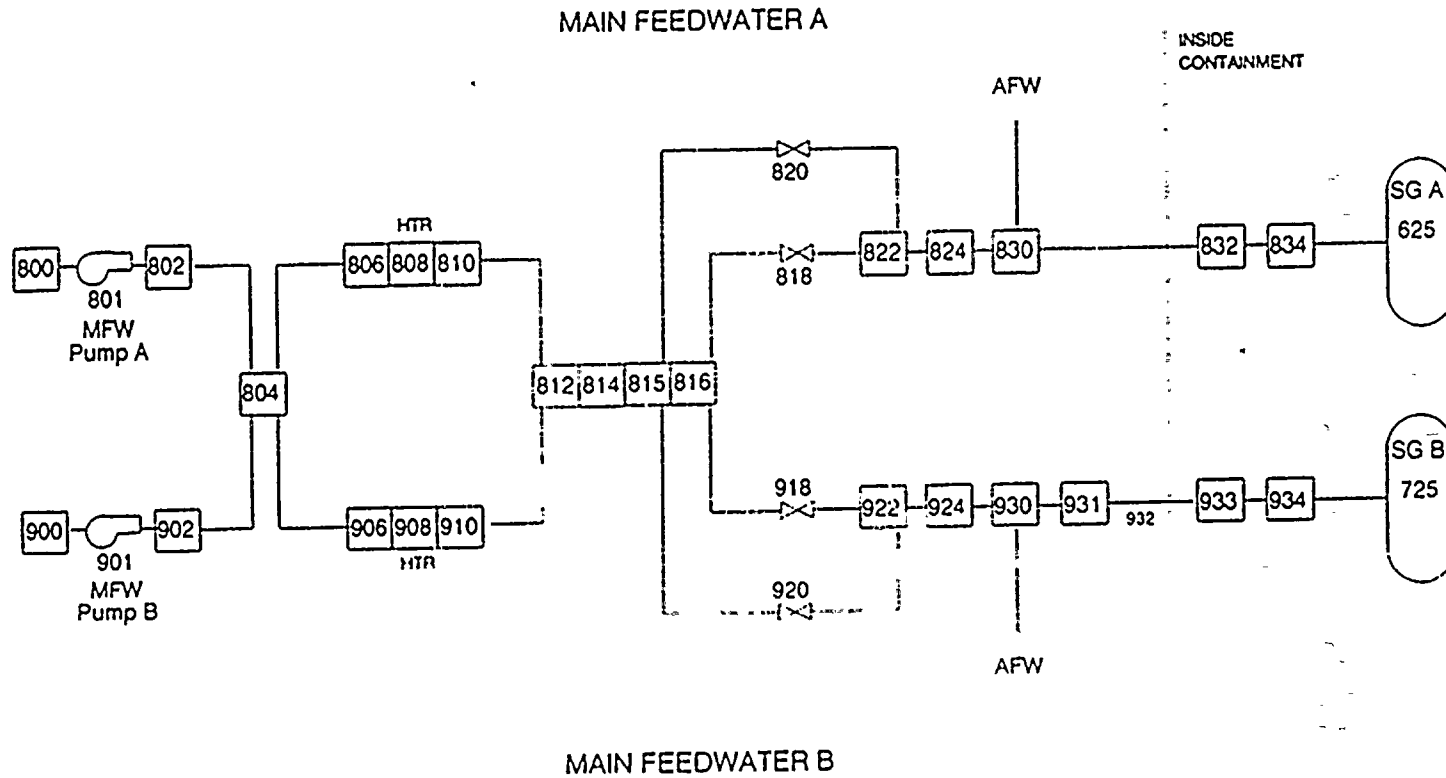 MAIN FEEDWATER A
INSIDE
CONTAINMENT
AFW
820
SG A
625
HTR
800
802
806
808
810
818
822
824
830
832
834
801
MFW
Pump A
804
812
814
815
816
SG B
725
918
900
902
906
908
910
922
924
930
931
932
933
934
901
MFW
Pump B
HTR
920
AFW
MAIN FEEDWATER B